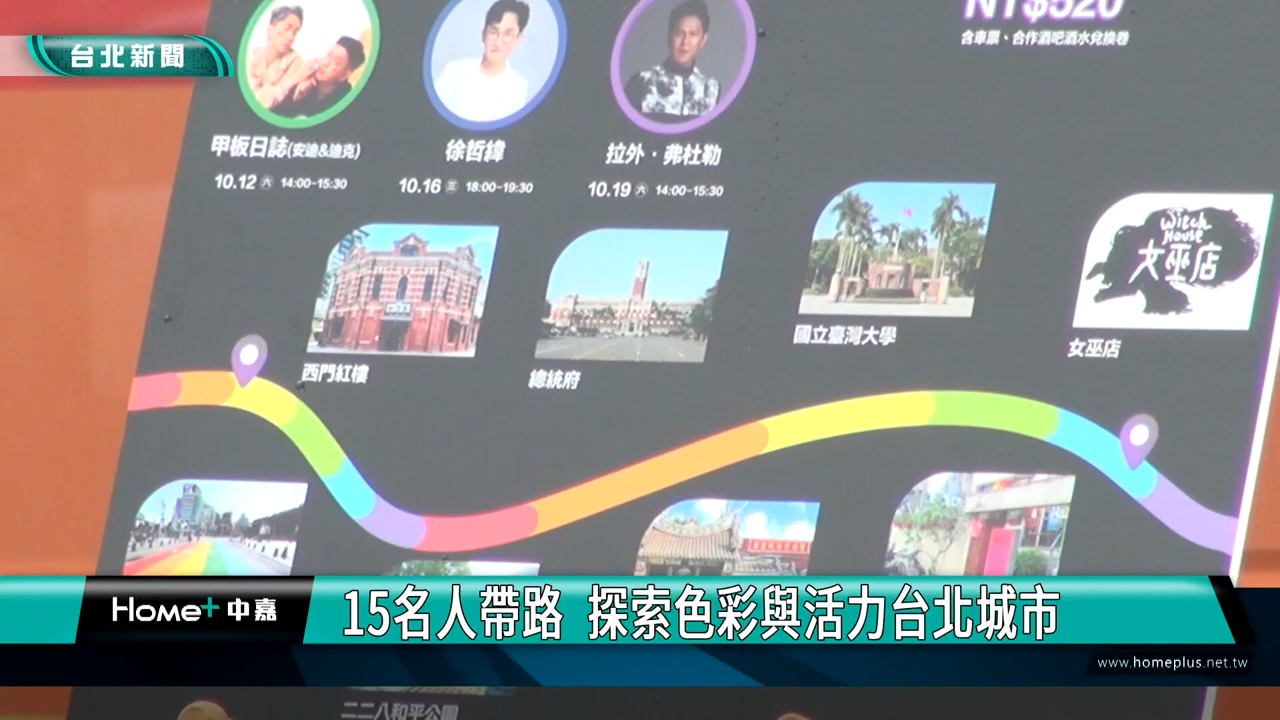 台北新聞
NT$520
含車票、合作酒吧酒水兌換卷
甲板日誌(安迪&迪克)
10.12 六 14:00-15:30
徐哲緯
10.16 三 18:00-19:30
拉外・弗杜勒
10.19 六 14:00-15:30
西門紅樓
總統府
國立臺灣大學
Witch
House
女巫店
女巫店
Home+ 中嘉
15名人帶路 探索色彩與活力台北城市
www.homeplus.net.tw
二二八和平公園